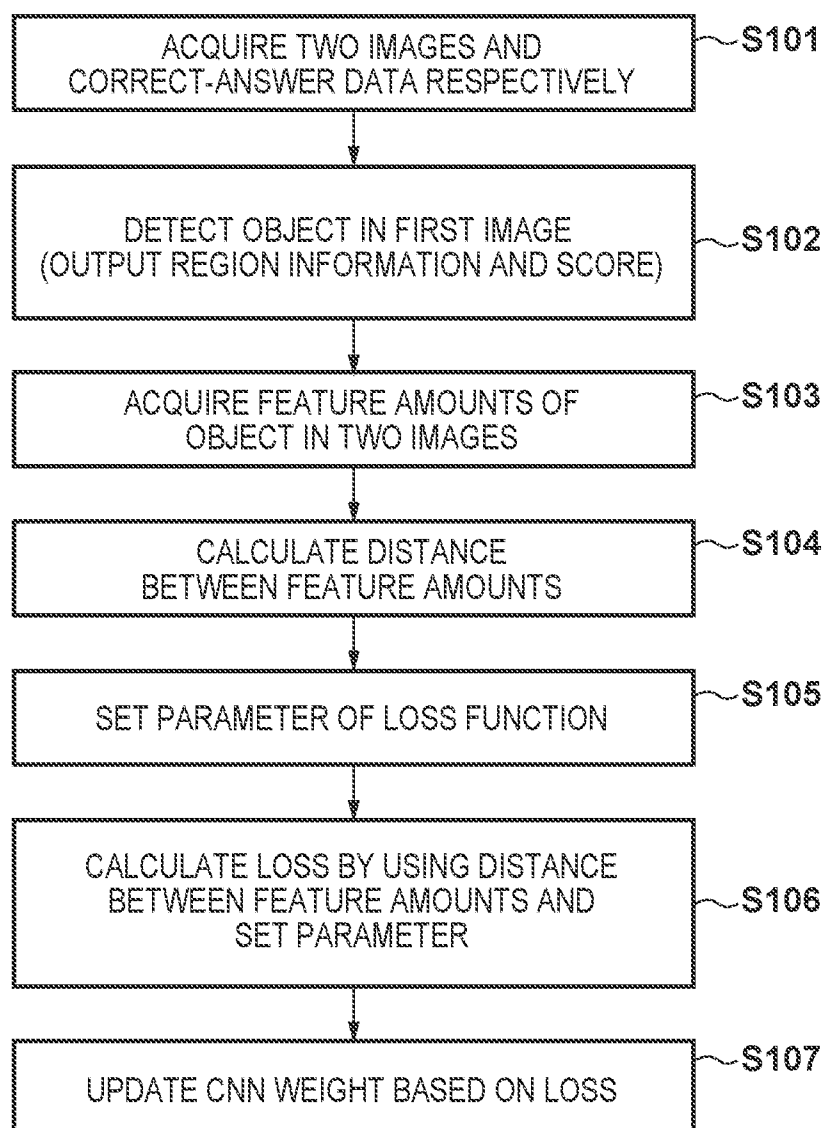 ACQUIRE TWO IMAGES AND
CORRECT-ANSWER DATA RESPECTIVELY
S101
DETECT OBJECT IN FIRST IMAGE
(OUTPUT REGION INFORMATION AND SCORE)
S102
ACQUIRE FEATURE AMOUNTS OF
OBJECT IN TWO IMAGES
S103
CALCULATE DISTANCE
BETWEEN FEATURE AMOUNTS
S104
SET PARAMETER OF LOSS FUNCTION
S105
CALCULATE LOSS BY USING DISTANCE
BETWEEN FEATURE AMOUNTS AND
SET PARAMETER
S106
UPDATE CNN WEIGHT BASED ON LOSS
S107